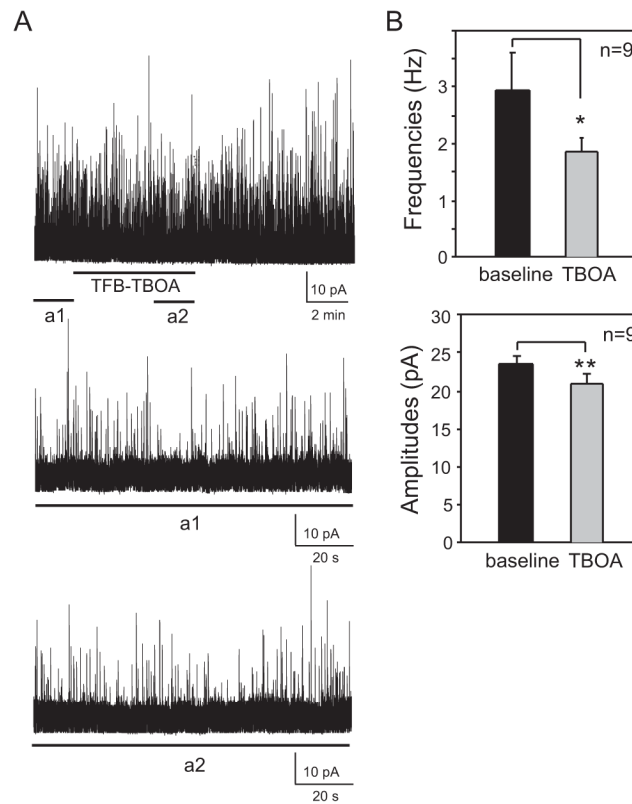 A
TFB-TBOA
10 pA
2 min
a1
a2
a1
10 pA
20 s
a2
10 pA
20 s
B
Frequencies (Hz)
n=9
3
*
2
1
0
baseline
TBOA
Amplitudes (pA)
30
n=9
25
**
20
15
10
5
0
baseline
TBOA